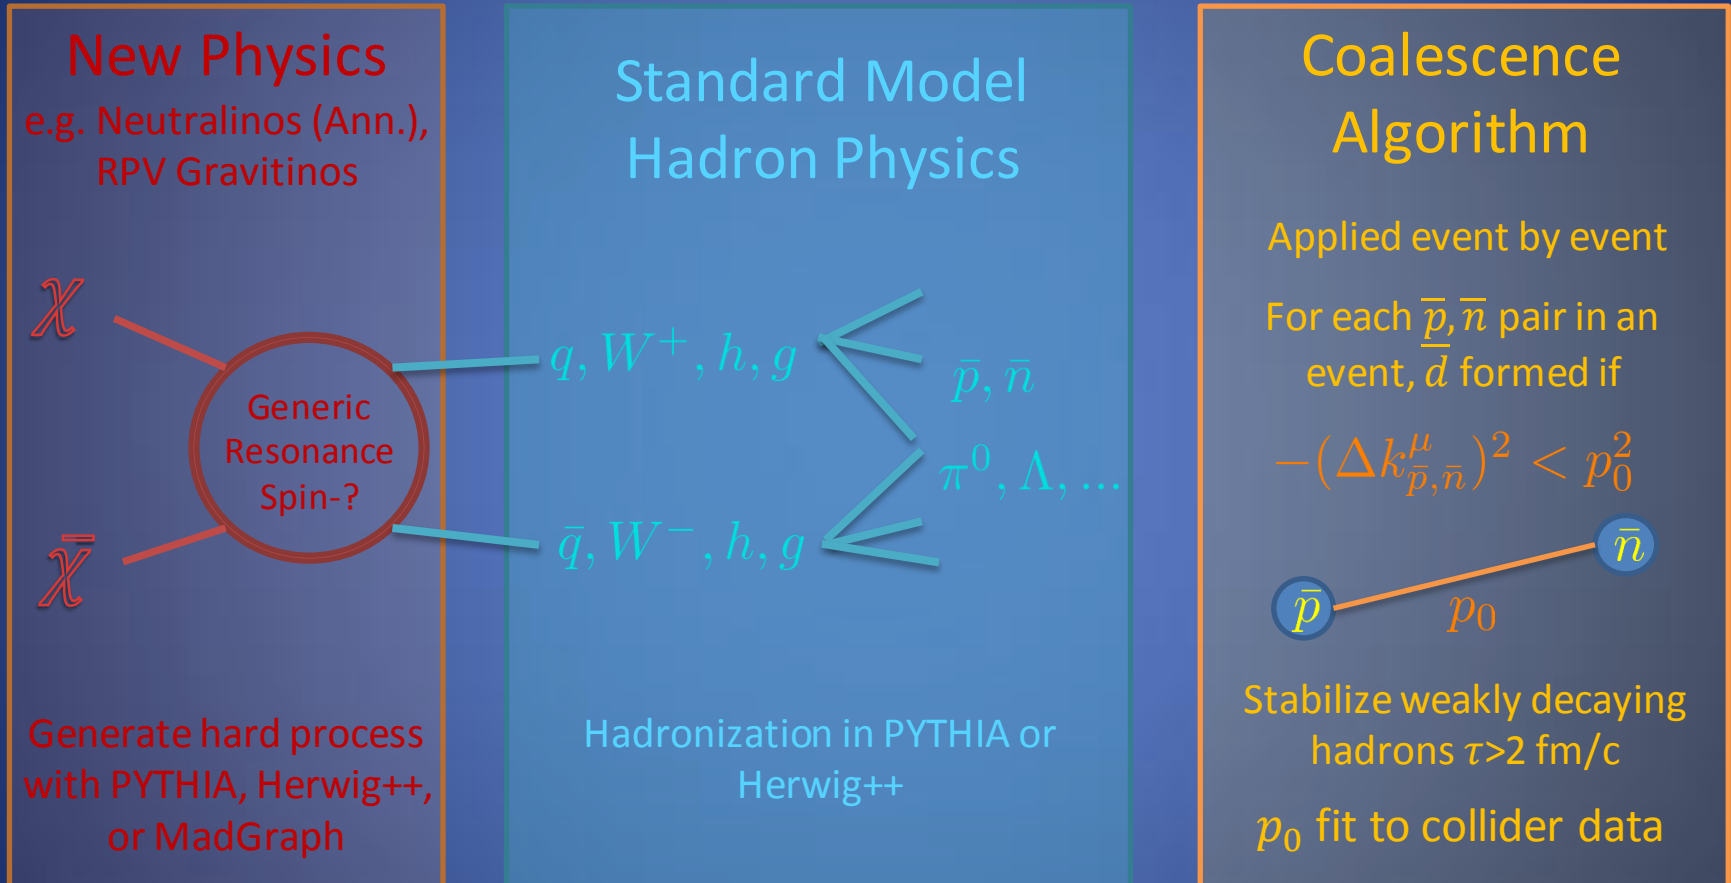 New Physics
e.g. Neutralinos (Ann.),
RPV Gravitinos
χ
Generic
Resonance
Spin-?
χ̄
Generate hard process
with PYTHIA, Herwig++,
or MadGraph
Standard Model
Hadron Physics
q, W⁺, h, g
p̄, n̄
π⁰, Λ, ...
q̄, W⁻, h, g
Hadronization in PYTHIA or
Herwig++
Coalescence
Algorithm
Applied event by event
For each p̄, n̄ pair in an
event, d̄ formed if
−(Δk^μ_{p̄,n̄})² < p₀²
n̄
p̄
p₀
Stabilize weakly decaying
hadrons τ>2 fm/c
p₀ fit to collider data